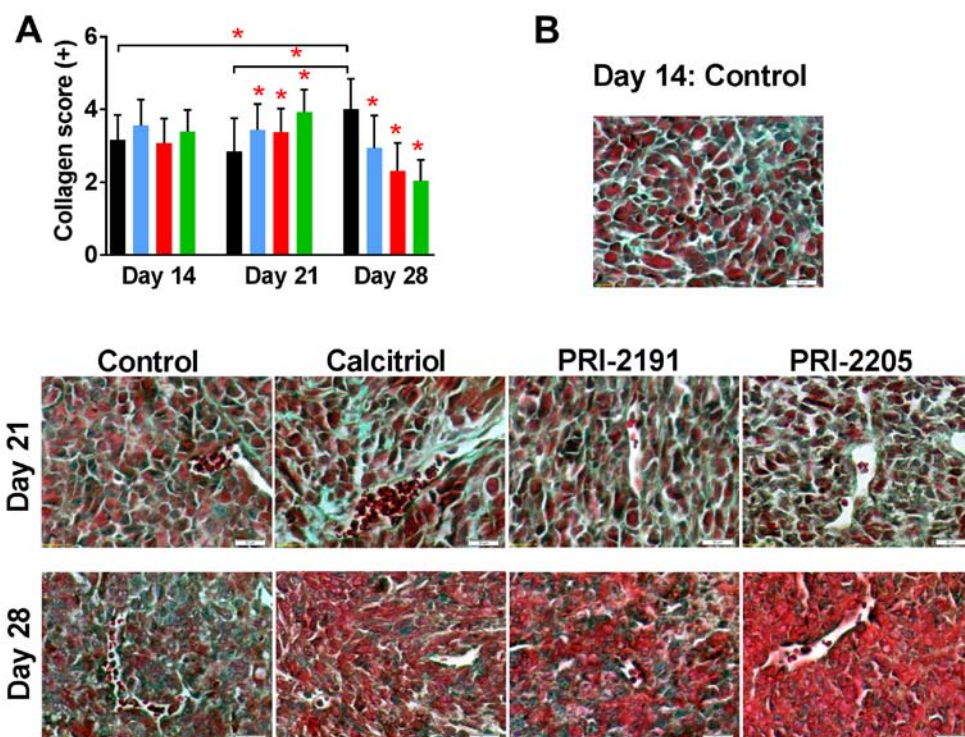 A
B
Collagen score (+)
6
4
2
0
* * * * * * * *
Day 14
Day 21
Day 28
Day 14: Control
Control
Calcitriol
PRI-2191
PRI-2205
Day 21
Day 28